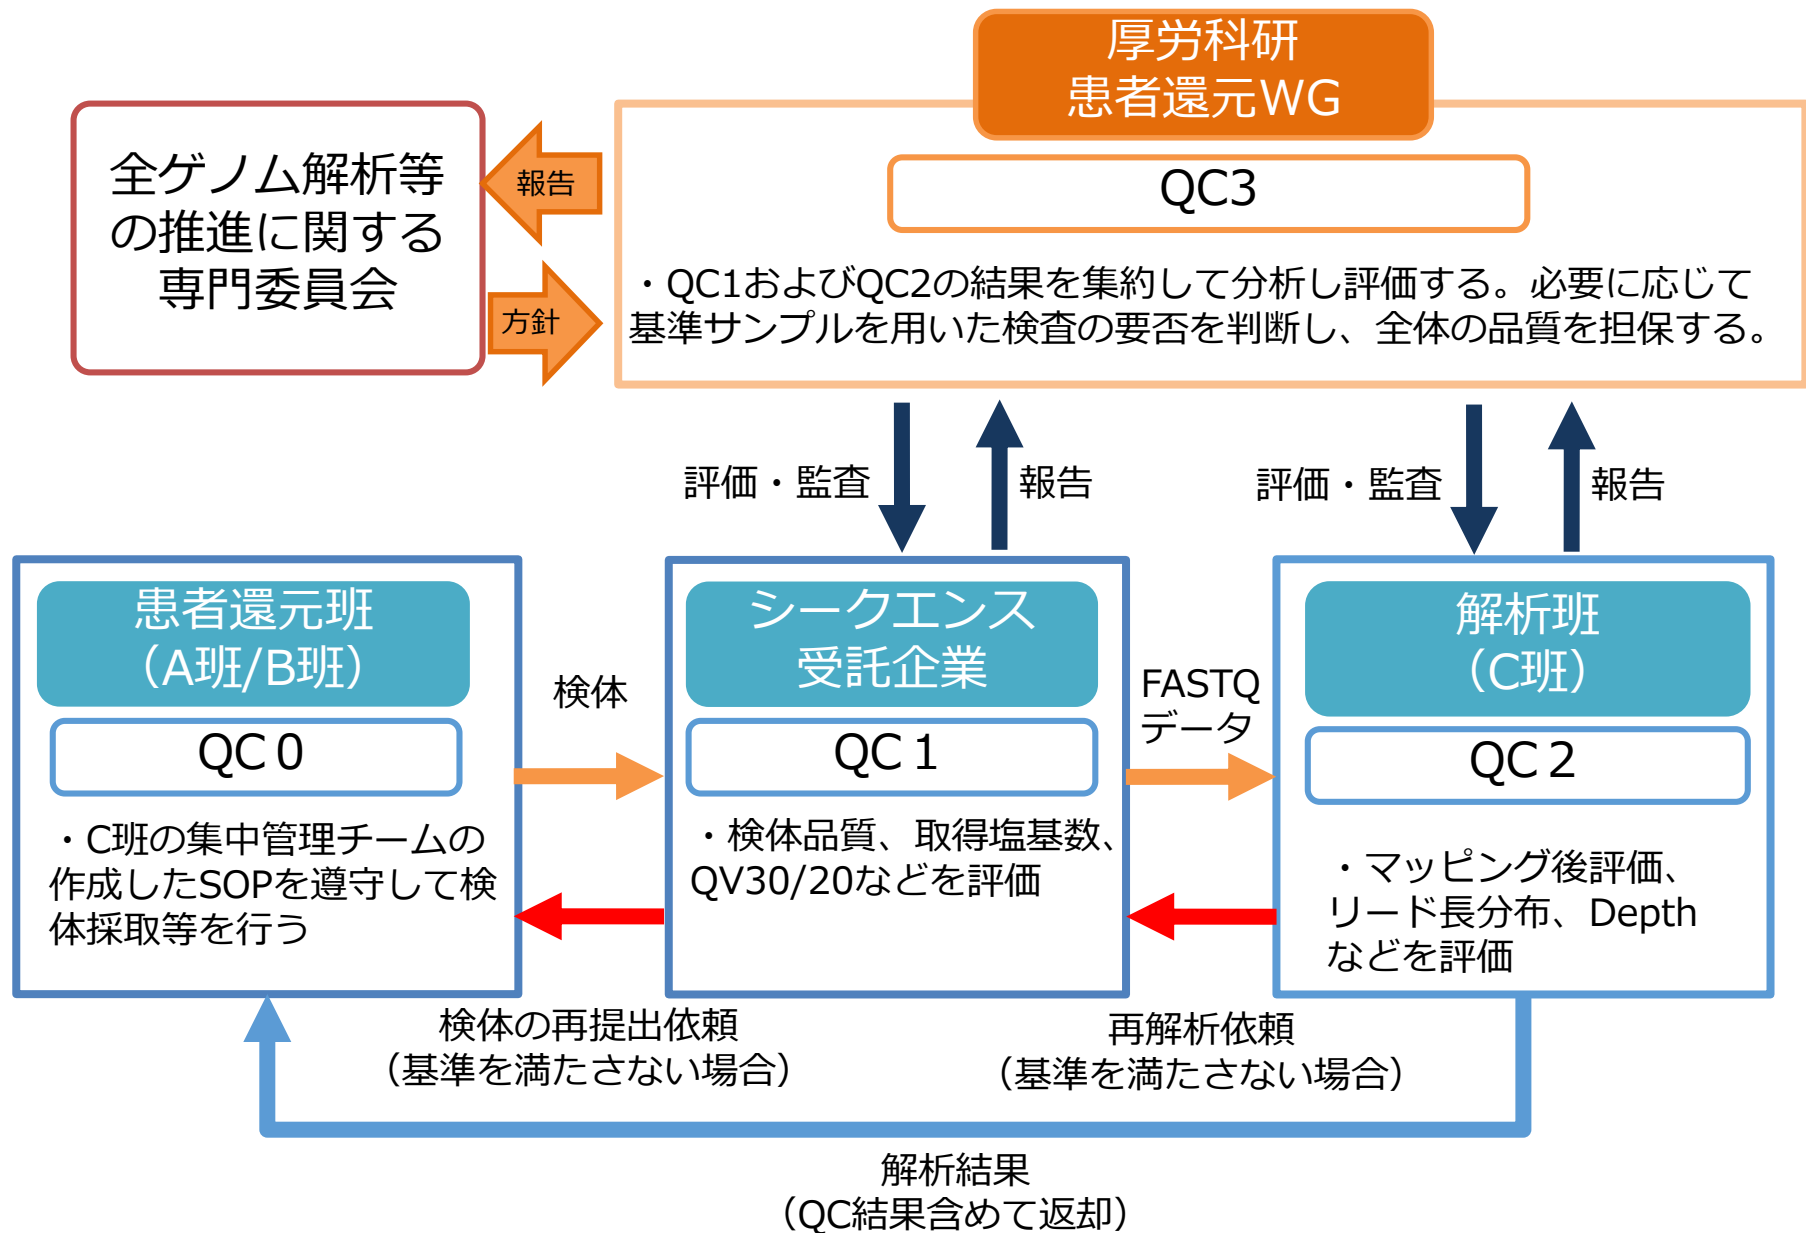 厚労科研
患者還元WG
全ゲノム解析等
の推進に関する
専門委員会
報告
方針
QC3
・QC1およびQC2の結果を集約して分析し評価する。必要に応じて
基準サンプルを用いた検査の要否を判断し、全体の品質を担保する。
評価・監査
報告
評価・監査
報告
患者還元班
（A班/B班）
QC０
・C班の集中管理チームの
作成したSOPを遵守して検
体採取等を行う
検体
シークエンス
受託企業
QC１
・検体品質、取得塩基数、
QV30/20などを評価
FASTQ
データ
解析班
（C班）
QC２
・マッピング後評価、
リード長分布、Depth
などを評価
検体の再提出依頼
（基準を満たさない場合）
再解析依頼
（基準を満たさない場合）
解析結果
（QC結果含めて返却）